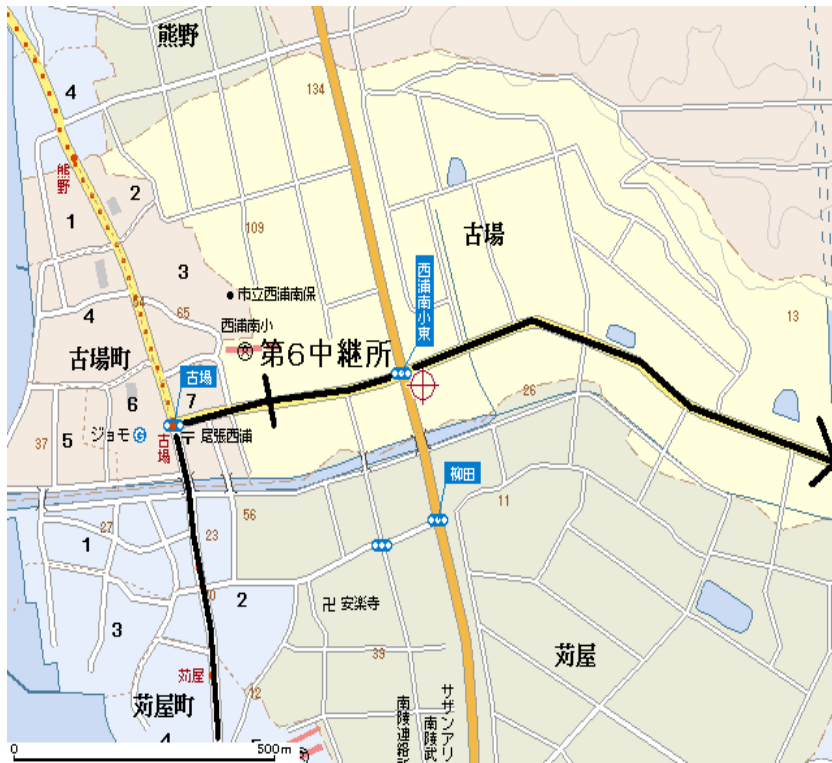 熊野
4
134
熊野
2
1
109
古場
3
西浦南小東
市立西浦南保
4
65
西浦南小
13
第6中継所
古場町
古場
7
6
26
ジョモ
G
37
5
古場
〒
尾張西浦
柳田
11
56
23
27
1
2
卍 安楽寺
3
39
苅屋
苅屋
12
苅屋町
サザンアリ
南陵武
南陵連絡所
0
500m